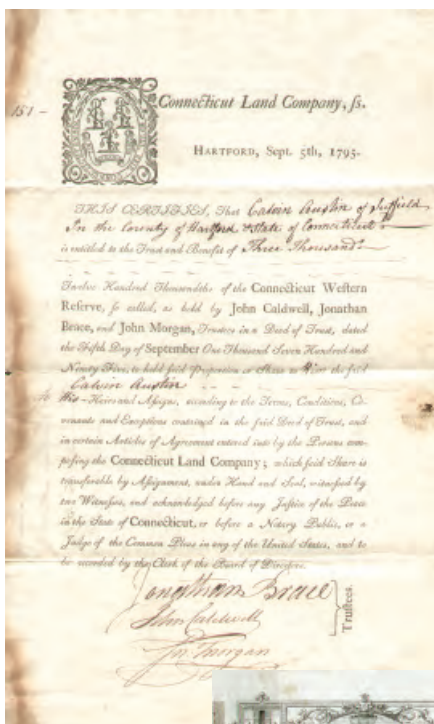 151 –
Connecticut Land Company, ſs.
HARTFORD, Sept. 5th, 1795.
THIS CERTIFIES, That Calvin Austin of Suffield
In the County of Hartford & State of Connecticut
is entitled to the Trust and Benefit of Three Thousand
Twelve Hundred Thousandths of the Connecticut Western
Reserve, ſo called, as held by John Caldwell, Jonathan
Brace, and John Morgan, Trustees in a Deed of Trust, dated
the Fifth Day of September One Thousand Seven Hundred and
Ninety Five, to hold ſaid Proportion or Share to Him the ſaid
Calvin Austin
His – Heirs and Aſſigns, according to the Terms, Conditions, Co-
venants and Exceptions contained in the ſaid Deed of Trust, and
in certain Articles of Agreement entered into by the Persons com-
poſing the Connecticut Land Company; which ſaid Share is
transferable by Aſſignment, under Hand and Seal, witneſſed by
two Witneſſes, and acknowledged before any Juſtice of the Peace
in the State of Connecticut, or before a Notary Public, or a
Judge of the Common Pleas in any of the United States, and to
be recorded by the Clerk of the Board of Directors.
Jonathan Brace
John Caldwell
Jno. Morgan
Trustees.